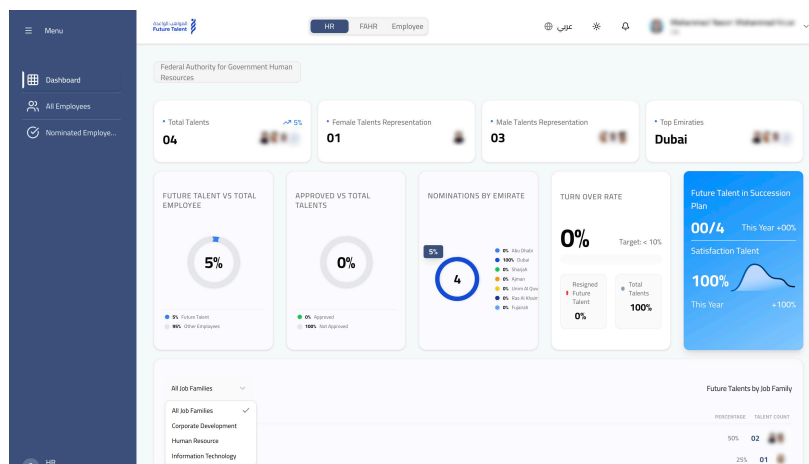 Menu
المواهب الواعدة
Future Talent
HR
FAHR
Employee
عربي
Dashboard
All Employees
Nominated Employe...
Federal Authority for Government Human
Resources
Total Talents
5%
04
Female Talents Representation
01
Male Talents Representation
03
Top Emiraties
Dubai
FUTURE TALENT VS TOTAL
EMPLOYEE
5%
5% Future Talent
95% Other Employees
APPROVED VS TOTAL
TALENTS
0%
0% Approved
100% Not Approved
NOMINATIONS BY EMIRATE
5%
4
0% Abu Dhabi
100% Dubai
0% Sharjah
0% Ajman
0% Umm Al Quw
0% Ras Al Khaim
0% Fujairah
TURN OVER RATE
0%
Target: < 10%
Resigned
Future
Talent
0%
Total
Talents
100%
Future Talent in Succession
Plan
00/4
This Year +00%
Satisfaction Talent
100%
This Year
+100%
All Job Families
Future Talents by Job Family
All Job Families
Corporate Development
Human Resource
Information Technology
PERCENTAGE
TALENT COUNT
50%
02
25%
01
HR